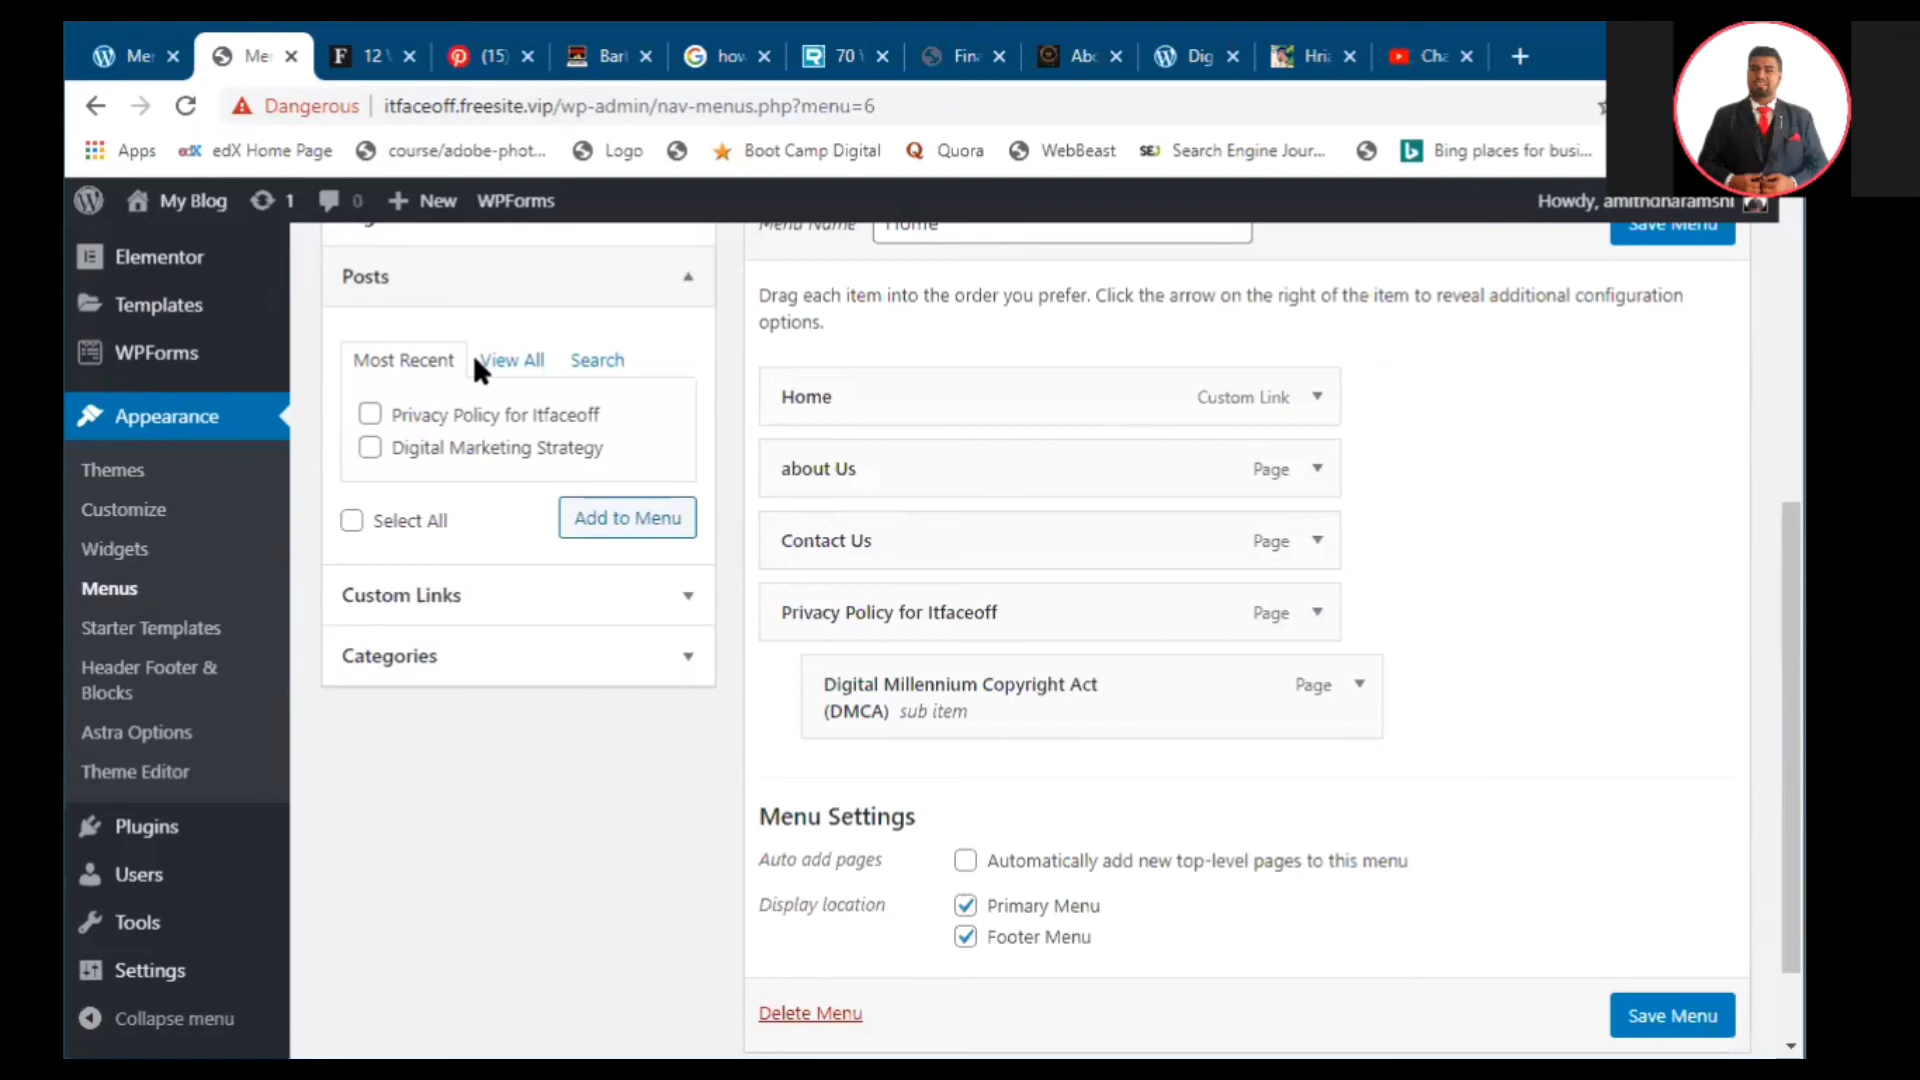 Me
Me
12
(15)
Barl
how
70
Fin
Abo
Dig
Hri
Cha
Dangerous
itfaceoff.freesite.vip/wp-admin/nav-menus.php?menu=6
Apps
edX
edX Home Page
course/adobe-phot...
Logo
Boot Camp Digital
Quora
WebBeast
SEJ
Search Engine Jour...
Bing places for busi...
My Blog
1
0
New
WPForms
Howdy, amithdharamshi
Elementor
Templates
WPForms
Appearance
Themes
Customize
Widgets
Menus
Starter Templates
Header Footer &
Blocks
Astra Options
Theme Editor
Plugins
Users
Tools
Settings
Collapse menu
Posts
Most Recent
View All
Search
Privacy Policy for Itfaceoff
Digital Marketing Strategy
Select All
Add to Menu
Custom Links
Categories
Menu Name
Home
Save Menu
Drag each item into the order you prefer. Click the arrow on the right of the item to reveal additional configuration
options.
Home
Custom Link
about Us
Page
Contact Us
Page
Privacy Policy for Itfaceoff
Page
Digital Millennium Copyright Act
(DMCA) sub item
Page
Menu Settings
Auto add pages
Automatically add new top-level pages to this menu
Display location
Primary Menu
Footer Menu
Delete Menu
Save Menu